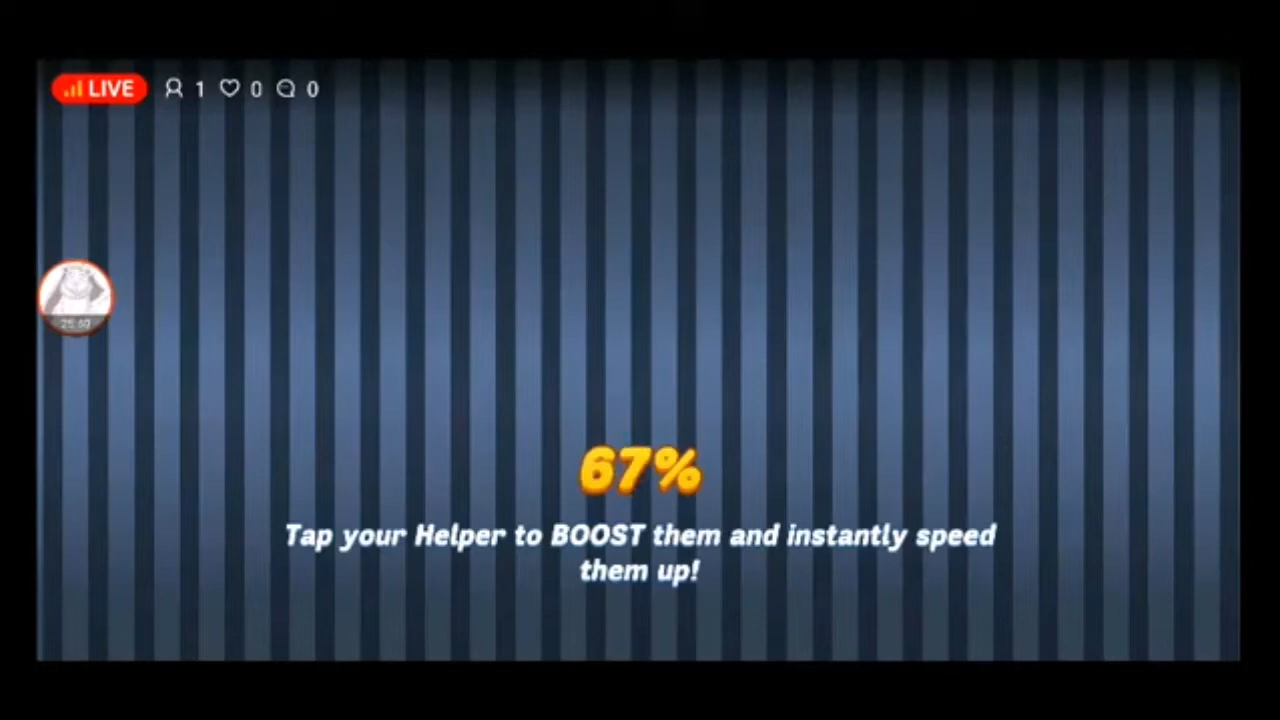 LIVE 1 0 0
67%
Tap your Helper to BOOST them and instantly speed
them up!